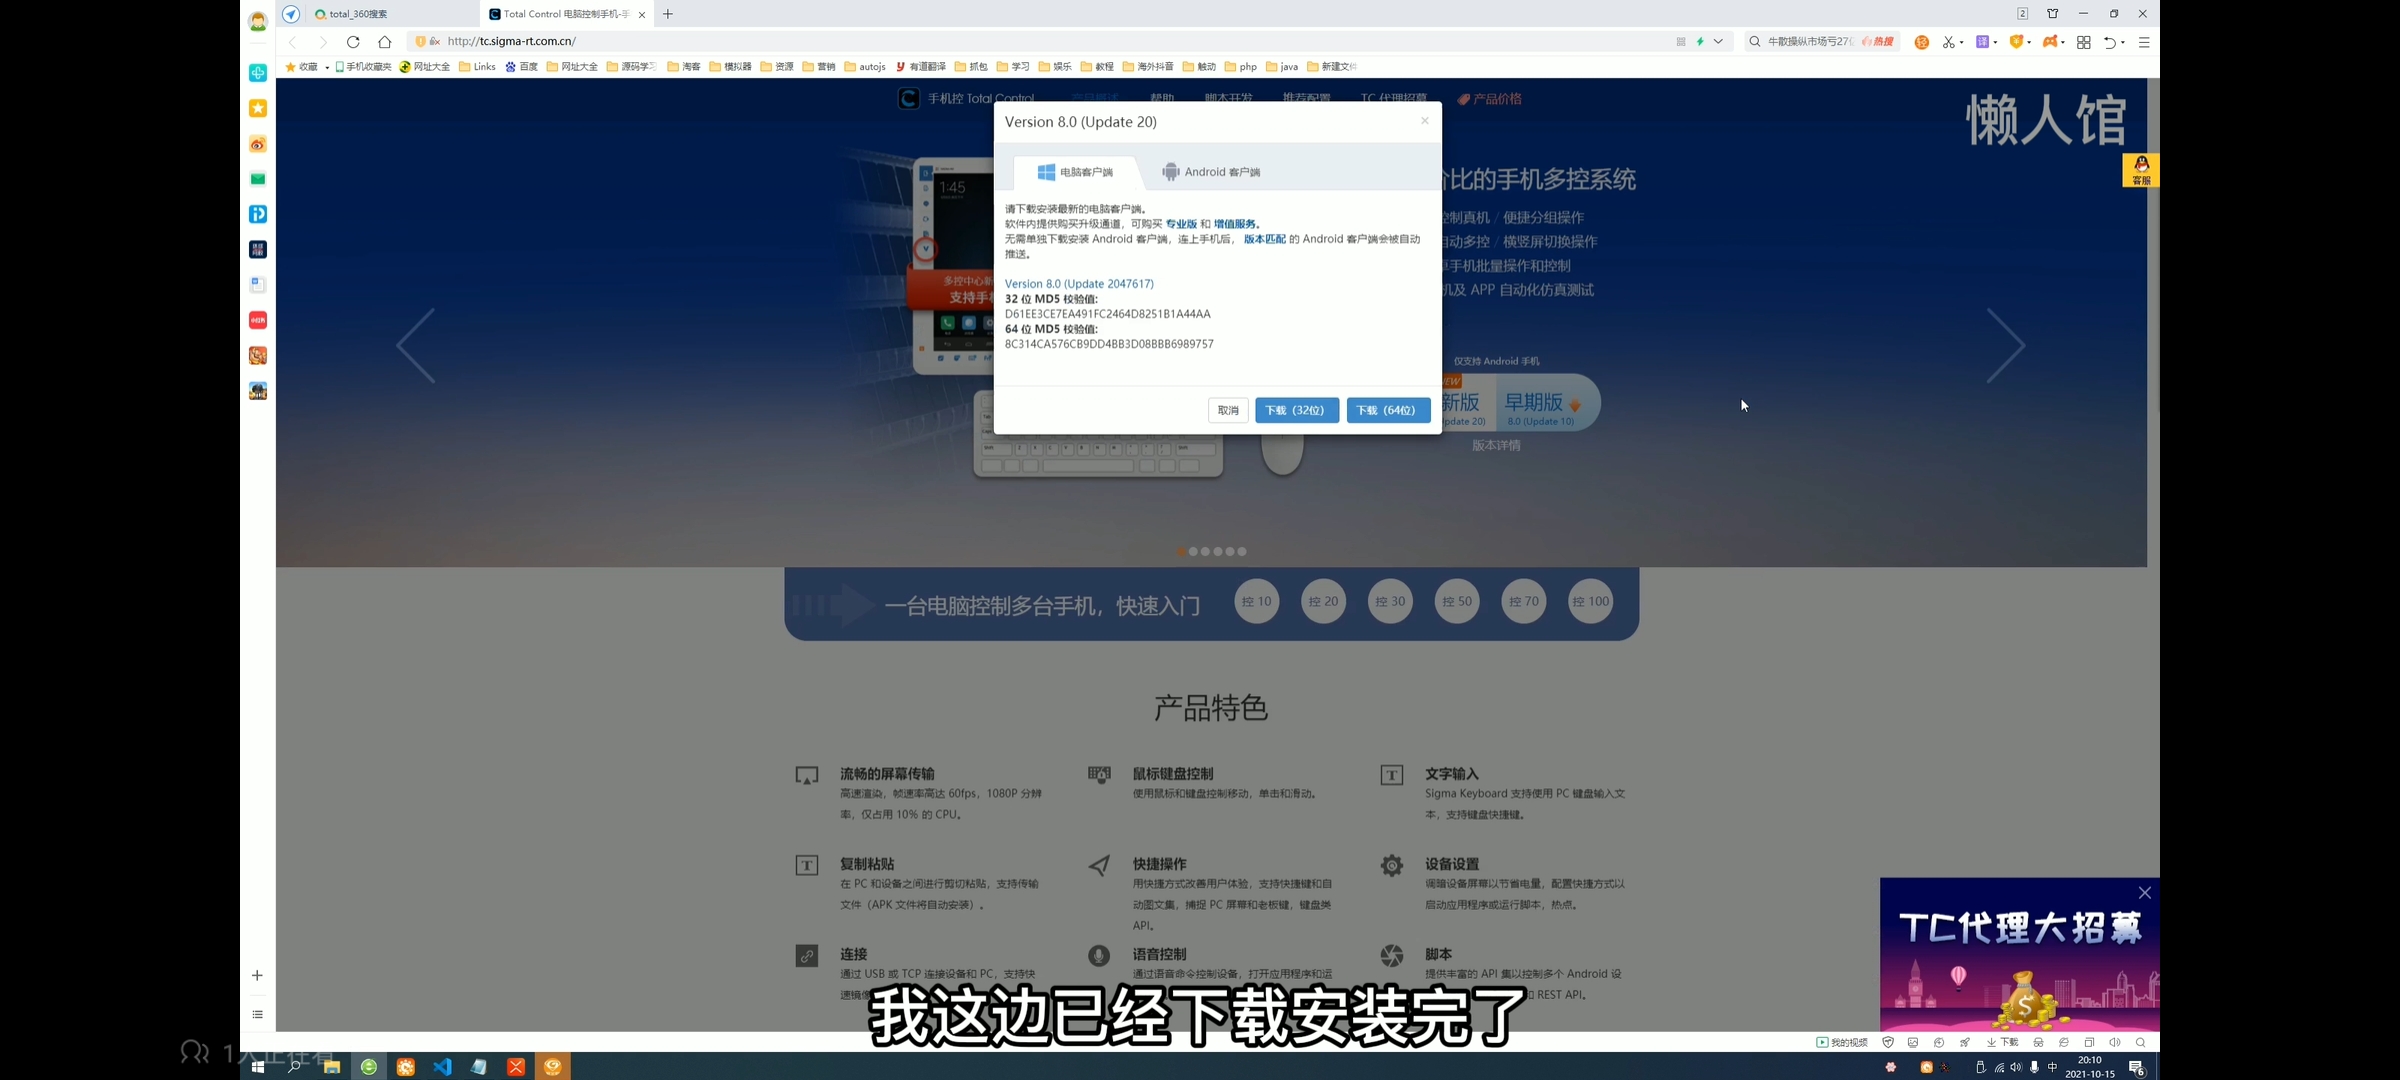 total_360搜索
Total Control 电脑控制手机-手
2
http://tc.sigma-rt.com.cn/
牛散操纵市场亏27亿
热搜
收藏
手机收藏夹
网址大全
Links
百度
网址大全
源码学习
淘客
模拟器
资源
营销
autojs
有道翻译
抓包
学习
娱乐
教程
海外抖音
触动
php
java
新建文件
手机控 Total Control
帮助
脚本开发
推荐配置
TC 代理招募
产品价格
懒人馆
客服
Version 8.0 (Update 20)
电脑客户端
Android 客户端
请下载安装最新的电脑客户端。
软件内提供购买升级通道，可购买 专业版 和 增值服务。
无需单独下载安装 Android 客户端，连上手机后， 版本匹配 的 Android 客户端会被自动
推送。
Version 8.0 (Update 2047617)
32 位 MD5 校验值:
D61EE3CE7EA491FC2464D8251B1A44AA
64 位 MD5 校验值:
8C314CA576CB9DD4BB3D08BBB6989757
取消
下载（32位）
下载（64位）
1:45
多控中心新
支持手机
价比的手机多控系统
控制真机 / 便捷分组操作
自动多控 / 横竖屏切换操作
手机批量操作和控制
机及 APP 自动化仿真测试
仅支持 Android 手机
NEW
新版
pdate 20)
早期版
8.0 (Update 10)
版本详情
一台电脑控制多台手机，快速入门
控 10
控 20
控 30
控 50
控 70
控 100
产品特色
流畅的屏幕传输
高速渲染，帧速率高达 60fps，1080P 分辨
率，仅占用 10% 的 CPU。
鼠标键盘控制
使用鼠标和键盘控制移动，单击和滑动。
文字输入
Sigma Keyboard 支持使用 PC 键盘输入文
本，支持键盘快捷键。
复制粘贴
在 PC 和设备之间进行剪切粘贴，支持传输
文件（APK 文件将自动安装）。
快捷操作
用快捷方式改善用户体验，支持快捷键和自
动图文集，捕捉 PC 屏幕和老板键，键盘类
API。
设备设置
调暗设备屏幕以节省电量，配置快捷方式以
启动应用程序或运行脚本，热点。
连接
通过 USB 或 TCP 连接设备和 PC，支持快
速镜像
语音控制
通过语音命令控制设备，打开应用程序和运
脚本
提供丰富的 API 集以控制多个 Android 设
和 REST API。
TC代理大招募
我这边已经下载安装完了
1人正在看
我的视频
下载
中
20:10
2021-10-15
6